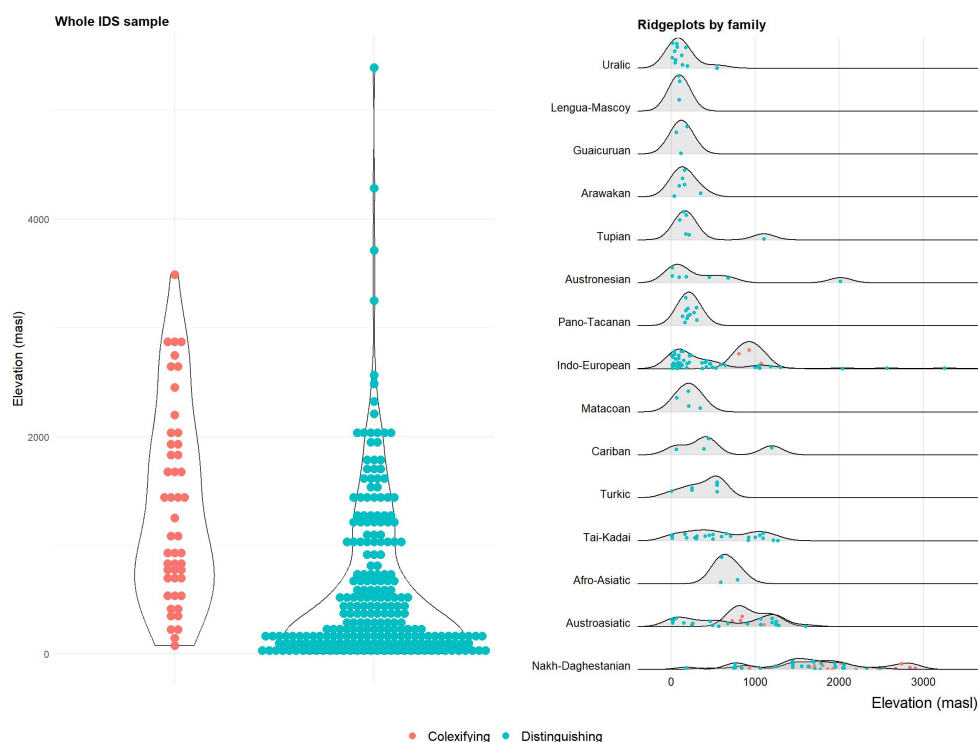 Whole IDS sample
Elevation (masl)
4000
2000
0
Ridgeplots by family
Uralic
Lengua-Mascoy
Guaicuruan
Arawakan
Tupian
Austronesian
Pano-Tacanan
Indo-European
Matacoan
Cariban
Turkic
Tai-Kadai
Afro-Asiatic
Austroasiatic
Nakh-Daghestanian
0 1000 2000 3000
Elevation (masl)
Colexifying Distinguishing